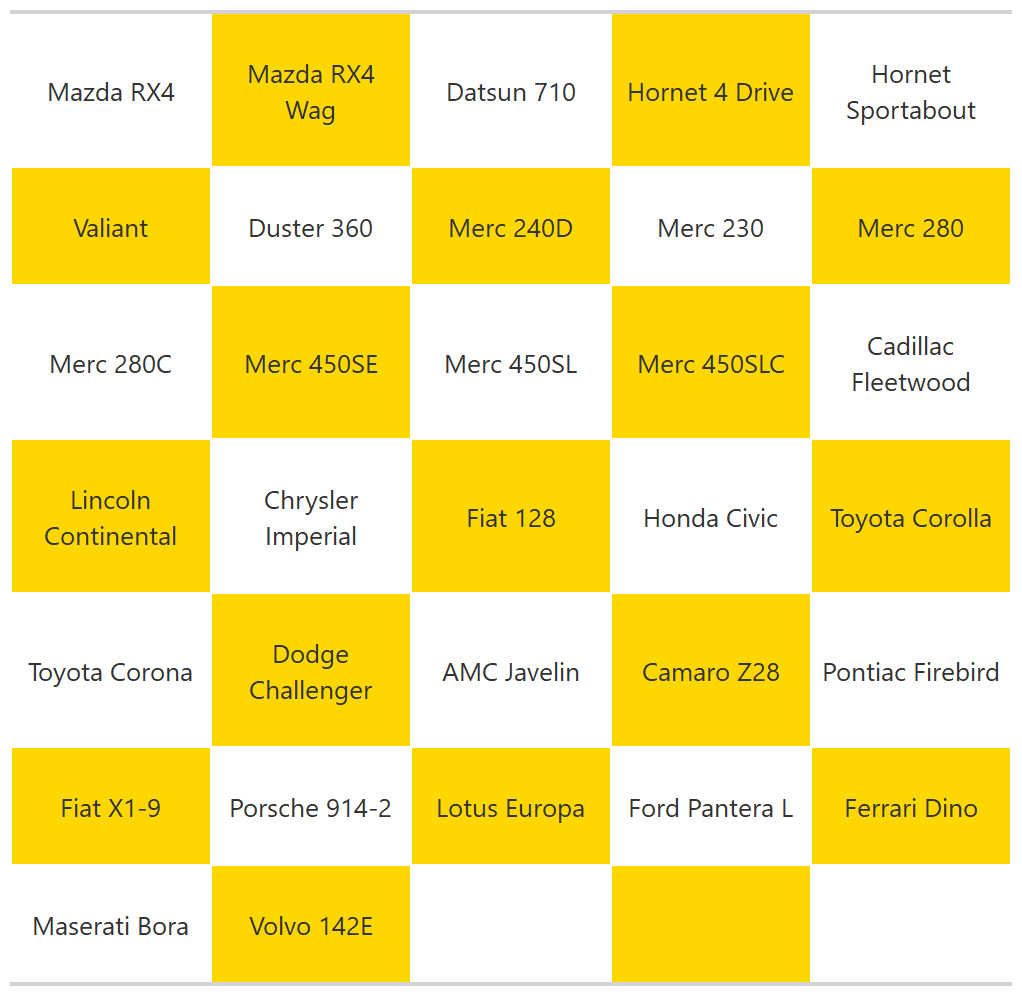 Mazda RX4
Mazda RX4
Wag
Datsun 710
Hornet 4 Drive
Hornet
Sportabout
Valiant
Duster 360
Merc 240D
Merc 230
Merc 280
Merc 280C
Merc 450SE
Merc 450SL
Merc 450SLC
Cadillac
Fleetwood
Lincoln
Continental
Chrysler
Imperial
Fiat 128
Honda Civic
Toyota Corolla
Toyota Corona
Dodge
Challenger
AMC Javelin
Camaro Z28
Pontiac Firebird
Fiat X1-9
Porsche 914-2
Lotus Europa
Ford Pantera L
Ferrari Dino
Maserati Bora
Volvo 142E